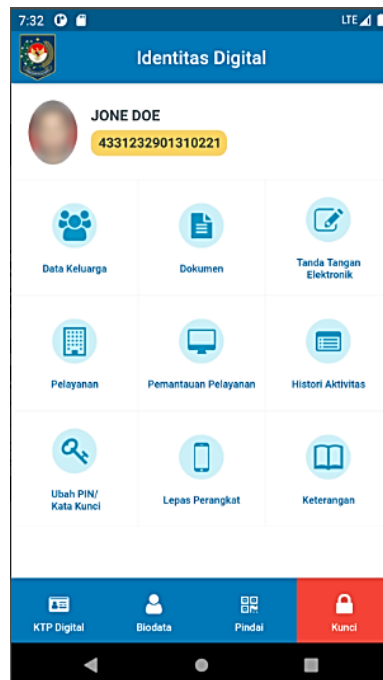 7:32 LTE
Identitas Digital
JONE DOE
4331232901310221
Data Keluarga
Dokumen
Tanda Tangan
Elektronik
Pelayanan
Pemantauan Pelayanan
Histori Aktivitas
Ubah PIN/
Kata Kunci
Lepas Perangkat
Keterangan
KTP Digital
Biodata
Pindai
Kunci